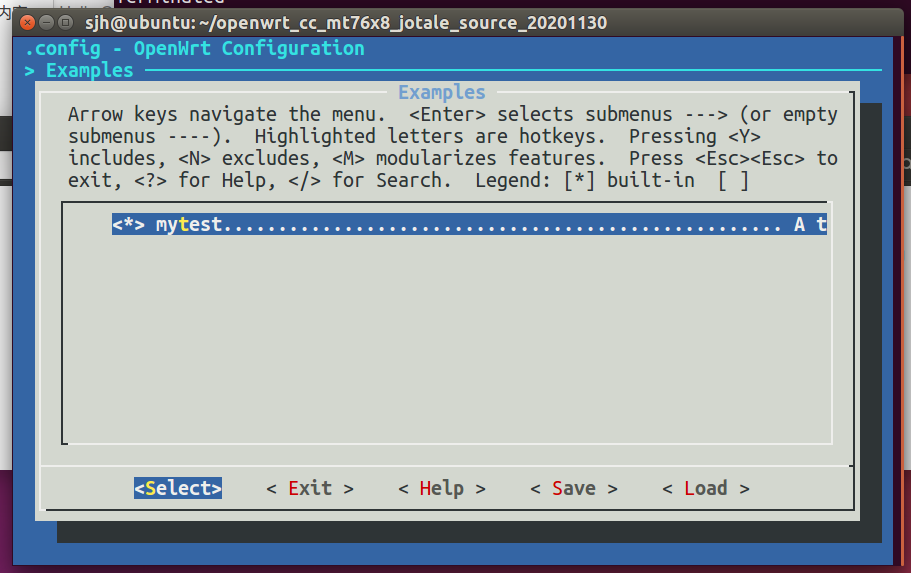 sjh@ubuntu: ~/openwrt_cc_mt76x8_jotale_source_20201130
.config - OpenWrt Configuration
> Examples
Examples
Arrow keys navigate the menu.  <Enter> selects submenus ---> (or empty
submenus ----).  Highlighted letters are hotkeys.  Pressing <Y>
includes, <N> excludes, <M> modularizes features.  Press <Esc><Esc> to
exit, <?> for Help, </> for Search.  Legend: [*] built-in  [ ]
<*> mytest................................................... A t
<Select>    < Exit >    < Help >    < Save >    < Load >